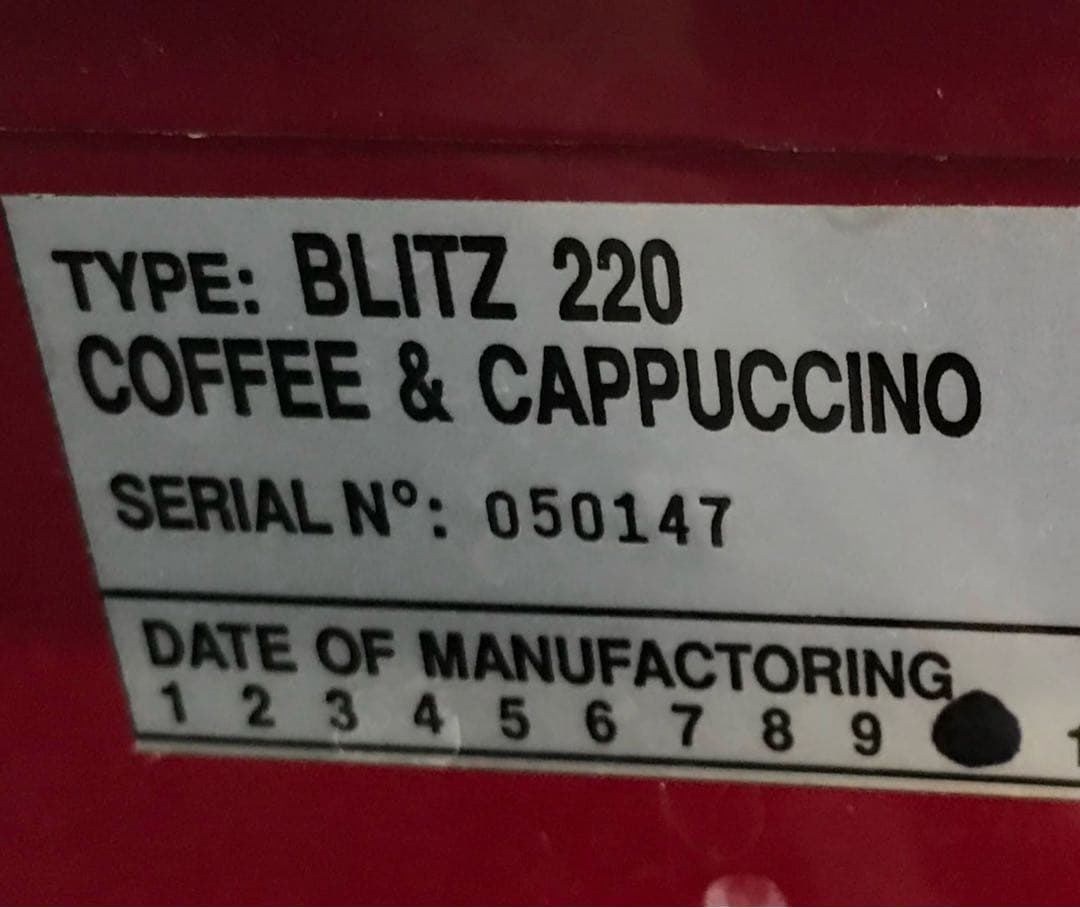 TYPE: BLITZ 220
COFFEE & CAPPUCCINO
SERIAL Nº: 050147
DATE OF MANUFACTORING
1 2 3 4 5 6 7 8 9